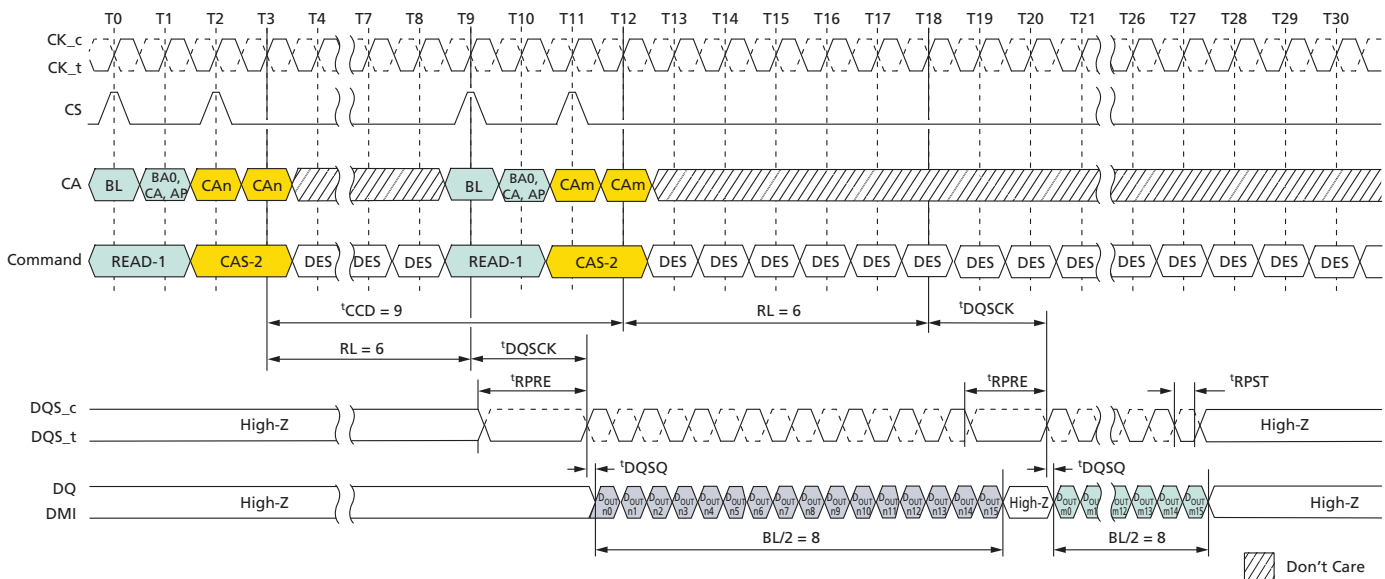 T0 T1 T2 T3 T4 T7 T8 T9 T10 T11 T12 T13 T14 T15 T16 T17 T18 T19 T20 T21 T26 T27 T28 T29 T30
CK_c
CK_t
CS
CA BL BA0, CA, AP CAn CAn BL BA0, CA, AP CAm CAm
Command READ-1 CAS-2 DES DES DES READ-1 CAS-2 DES DES DES DES DES DES DES DES DES DES DES DES DES DES
tCCD = 9 RL = 6 tDQSCK
RL = 6 tDQSCK
tRPRE tRPRE tRPST
DQS_c
DQS_t
High-Z High-Z
tDQSQ tDQSQ
DQ
DMI
High-Z DOUT n0 DOUT n1 DOUT n2 DOUT n3 DOUT n4 DOUT n5 DOUT n6 DOUT n7 DOUT n8 DOUT n9 DOUT n10 DOUT n11 DOUT n12 DOUT n13 DOUT n14 DOUT n15 High-Z DOUT m0 DOUT m1 DOUT m12 DOUT m13 DOUT m14 DOUT m15 High-Z
BL/2 = 8 BL/2 = 8
Don't Care